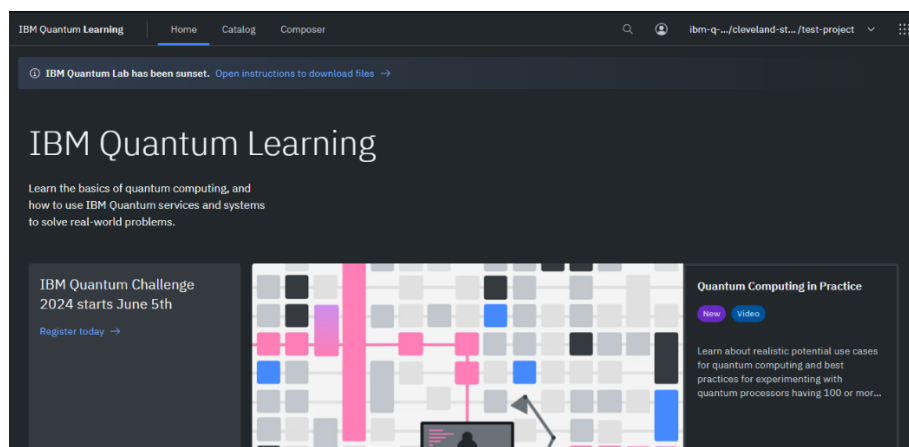 IBM Quantum Learning
Home
Catalog
Composer
ibm-q-.../cleveland-st.../test-project
IBM Quantum Lab has been sunset. Open instructions to download files →
IBM Quantum Learning
Learn the basics of quantum computing, and
how to use IBM Quantum services and systems
to solve real-world problems.
IBM Quantum Challenge
2024 starts June 5th
Register today →
Quantum Computing in Practice
New
Video
Learn about realistic potential use cases
for quantum computing and best
practices for experimenting with
quantum processors having 100 or mor...